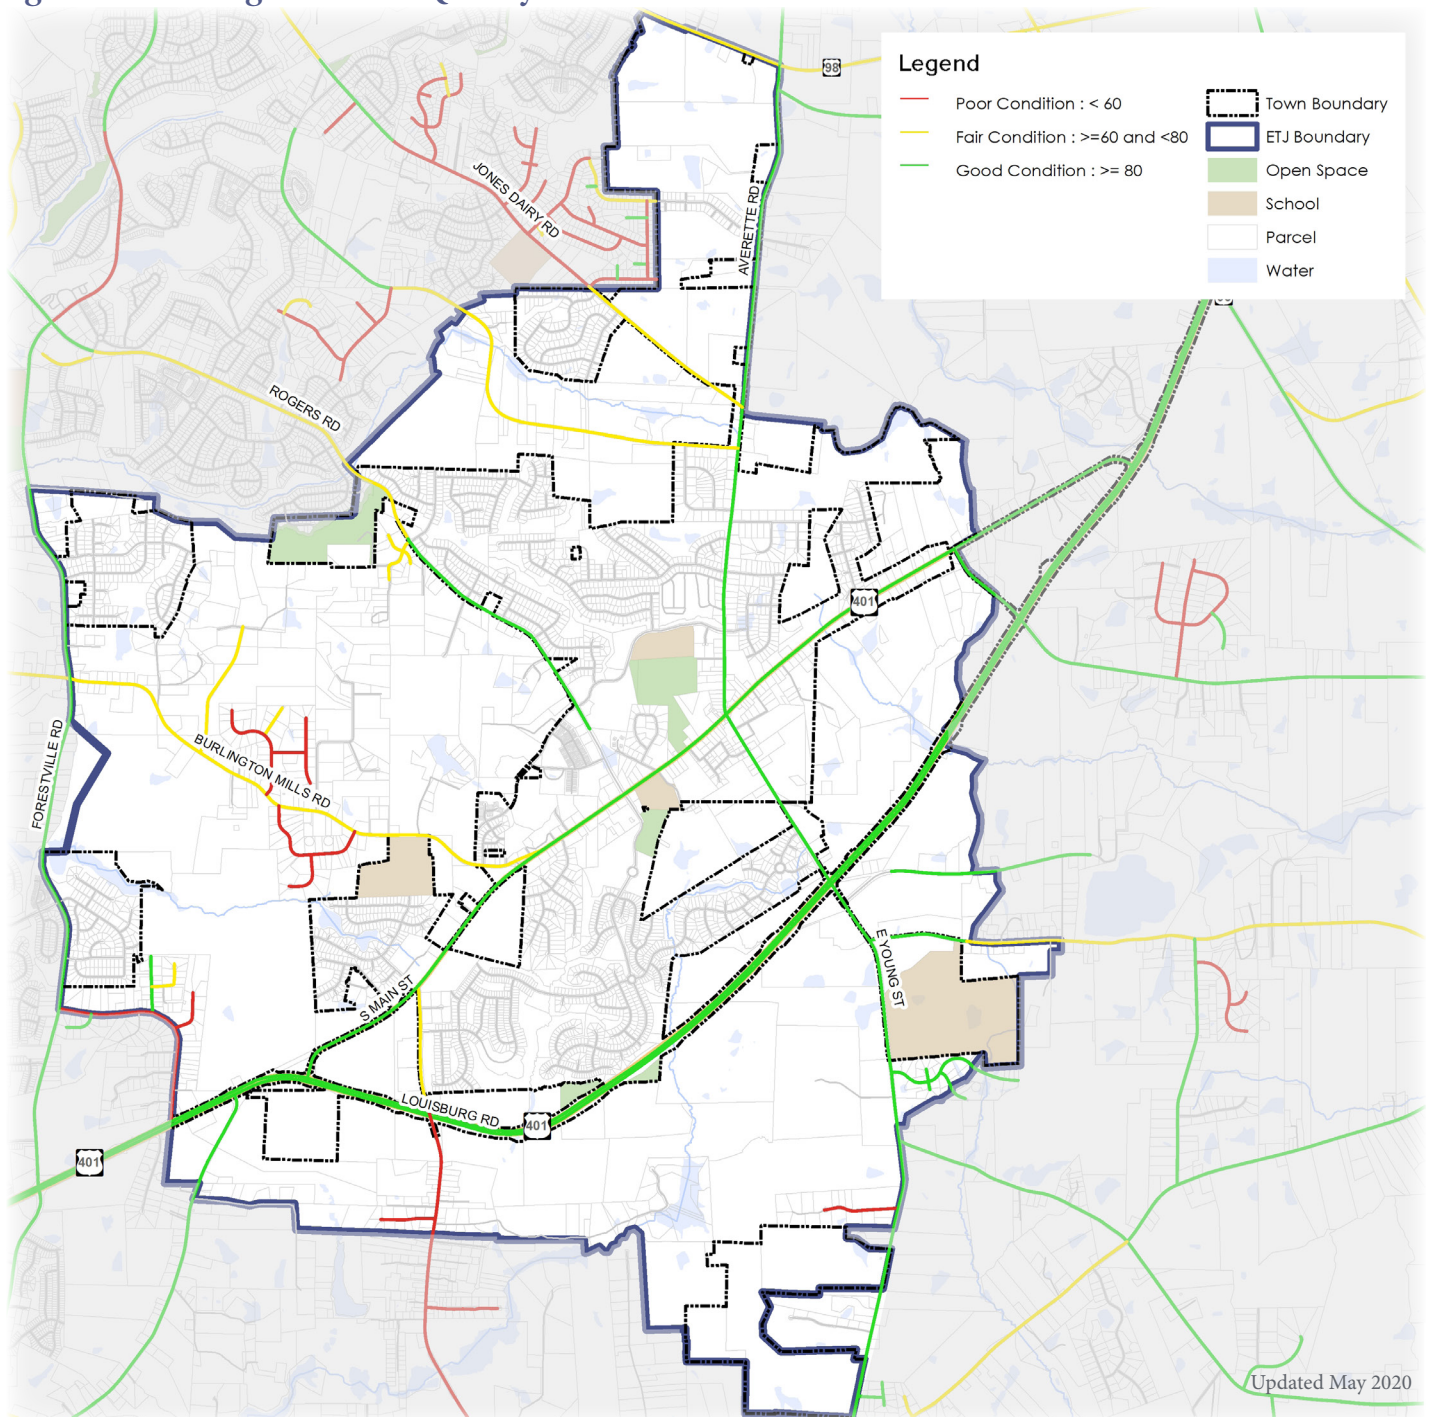 98
Legend
Poor Condition : < 60
Fair Condition : >=60 and <80
Good Condition : >= 80
Town Boundary
ETJ Boundary
Open Space
School
Parcel
Water
JONES DAIRY RD
AVERETTE RD
ROGERS RD
401
FORESTVILLE RD
BURLINGTON MILLS RD
E YOUNG ST
S MAIN ST
LOUISBURG RD
401
401
Updated May 2020